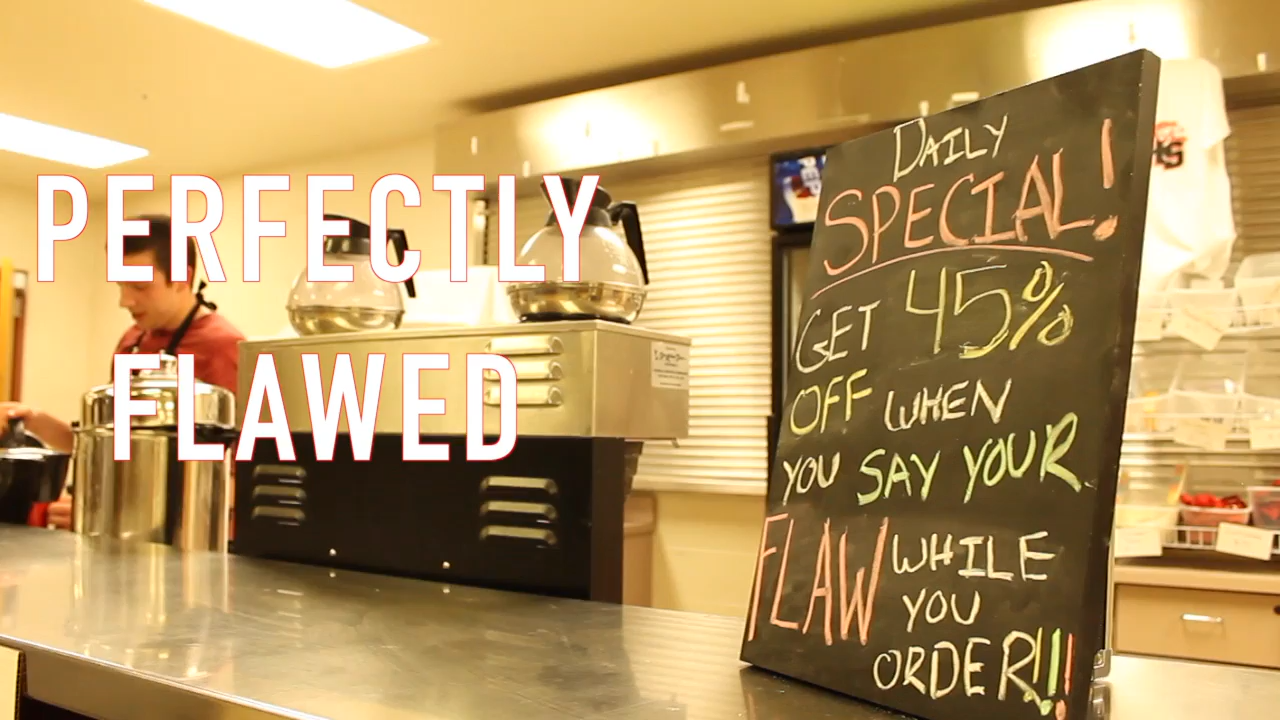 PERFECTLY
FLAWED
DAILY
SPECIAL!
GET 45%
OFF WHEN
YOU SAY YOUR
FLAW WHILE
YOU
ORDER!!!